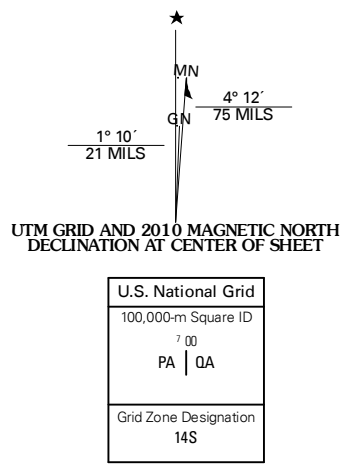 ★
MN
4° 12´
75 MILS
GN
1° 10´
21 MILS
UTM GRID AND 2010 MAGNETIC NORTH
DECLINATION AT CENTER OF SHEET
U.S. National Grid
100,000-m Square ID
7 00
PA | QA
Grid Zone Designation
14S